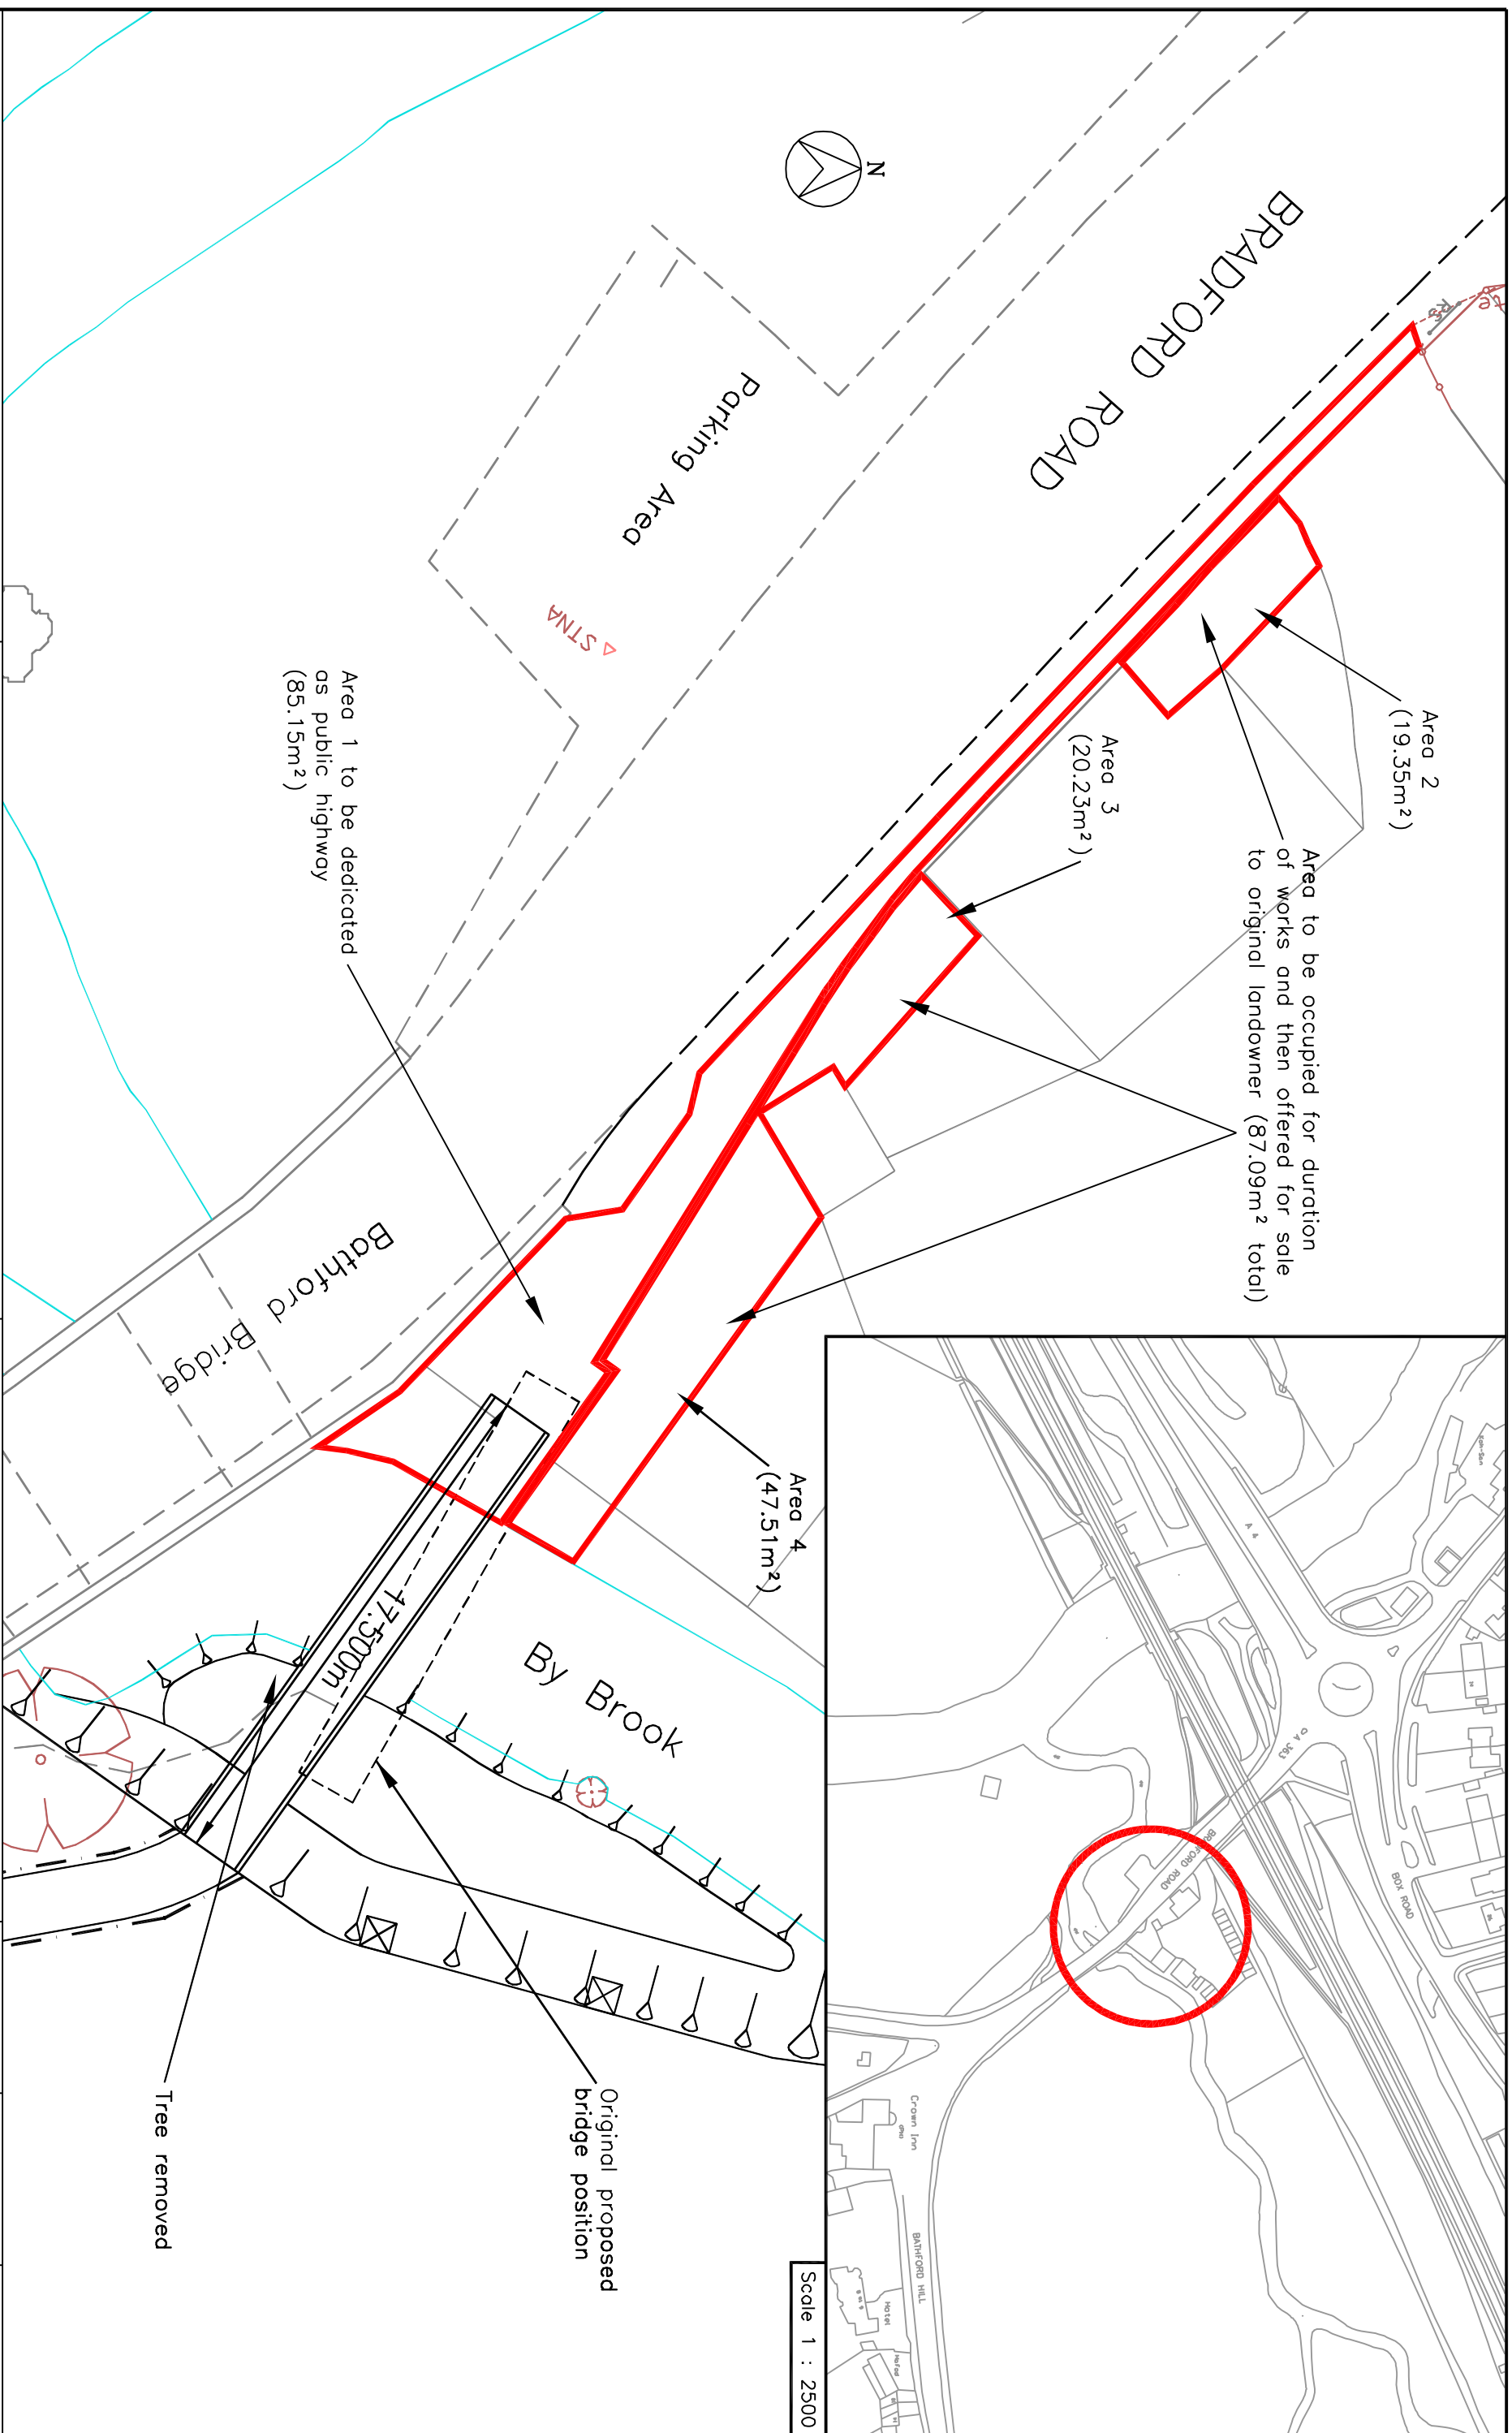 N
BRADFORD ROAD
Parking Area
STNA
RS
Area 2
(19.35m²)
Area to be occupied for duration
of works and then offered for sale
to original landowner (87.09m² total)
Area 3
(20.23m²)
Area 1 to be dedicated
as public highway
(85.15m²)
Bathford Bridge
Area 4
(47.51m²)
By Brook
17.500m
Original proposed
bridge position
Tree removed
A 4
A 363
BRADFORD ROAD
BOX ROAD
Crown Inn
BATHFORD HILL
Hotel
Scale 1 : 2500